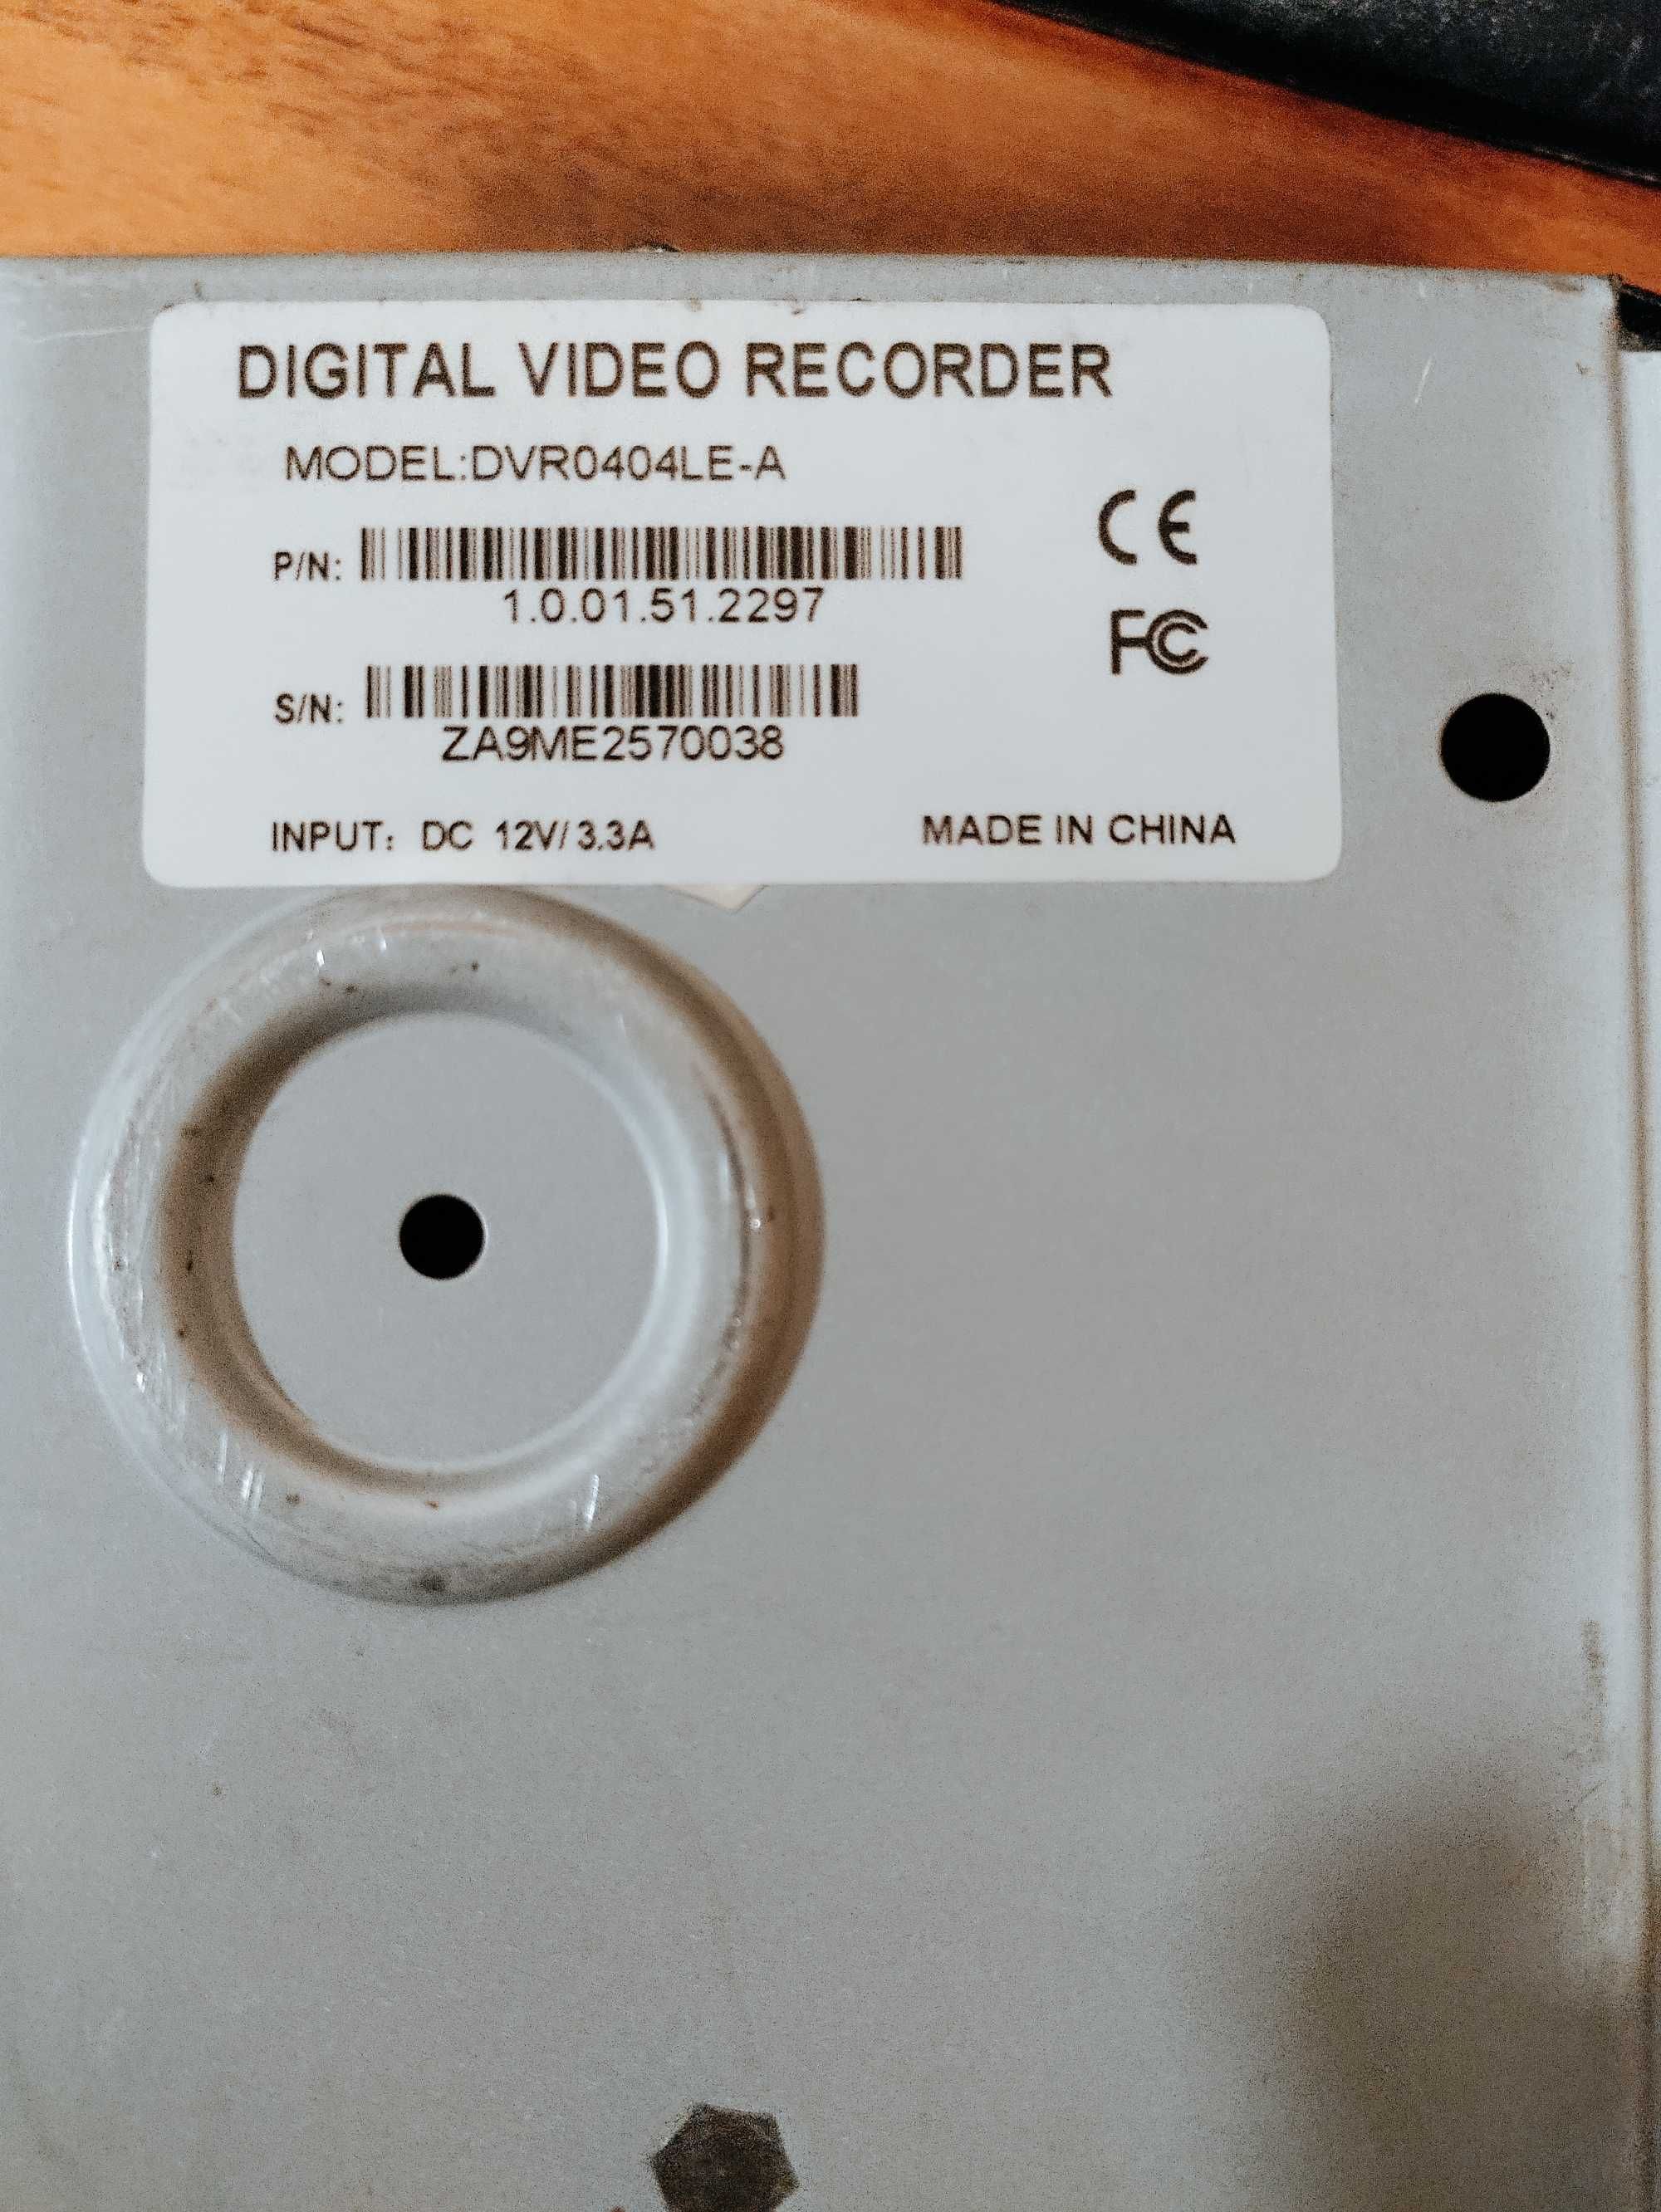 DIGITAL VIDEO RECORDER
MODEL:DVR0404LE-A
P/N:
1.0.01.51.2297
S/N:
ZA9ME2570038
CE
FC
INPUT: DC 12V/3.3A
MADE IN CHINA